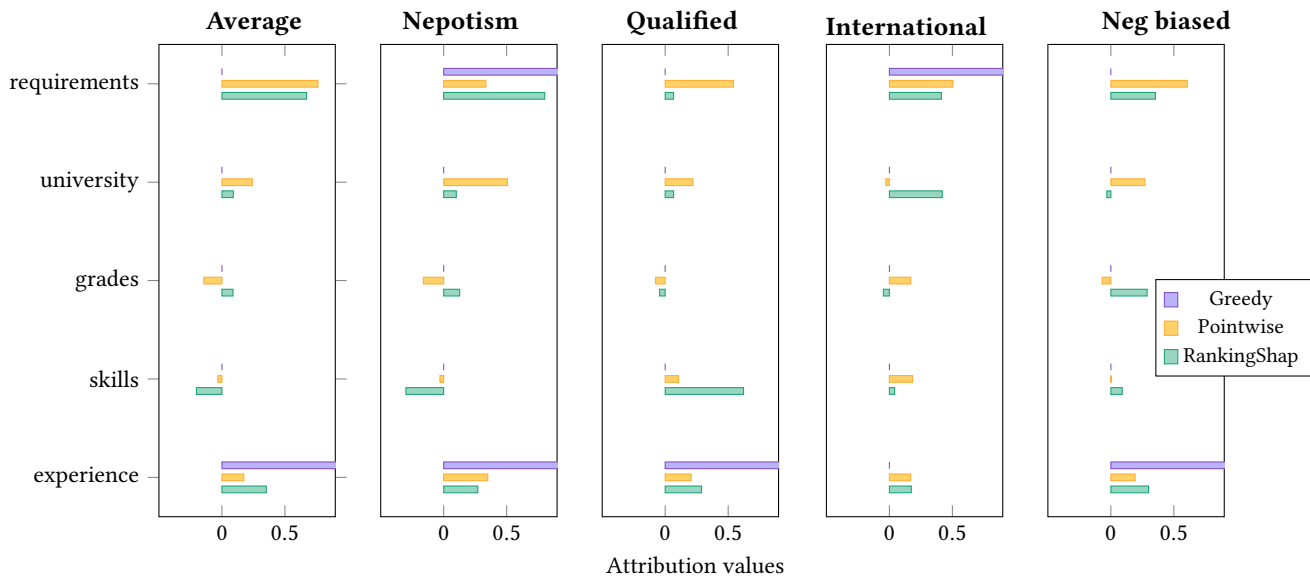 Average
Nepotism
Qualified
International
Neg biased
0
0.5
0
0.5
0
0.5
0
0.5
0
0.5
requirements
university
grades
skills
experience
Greedy
Pointwise
RankingShap
Attribution values